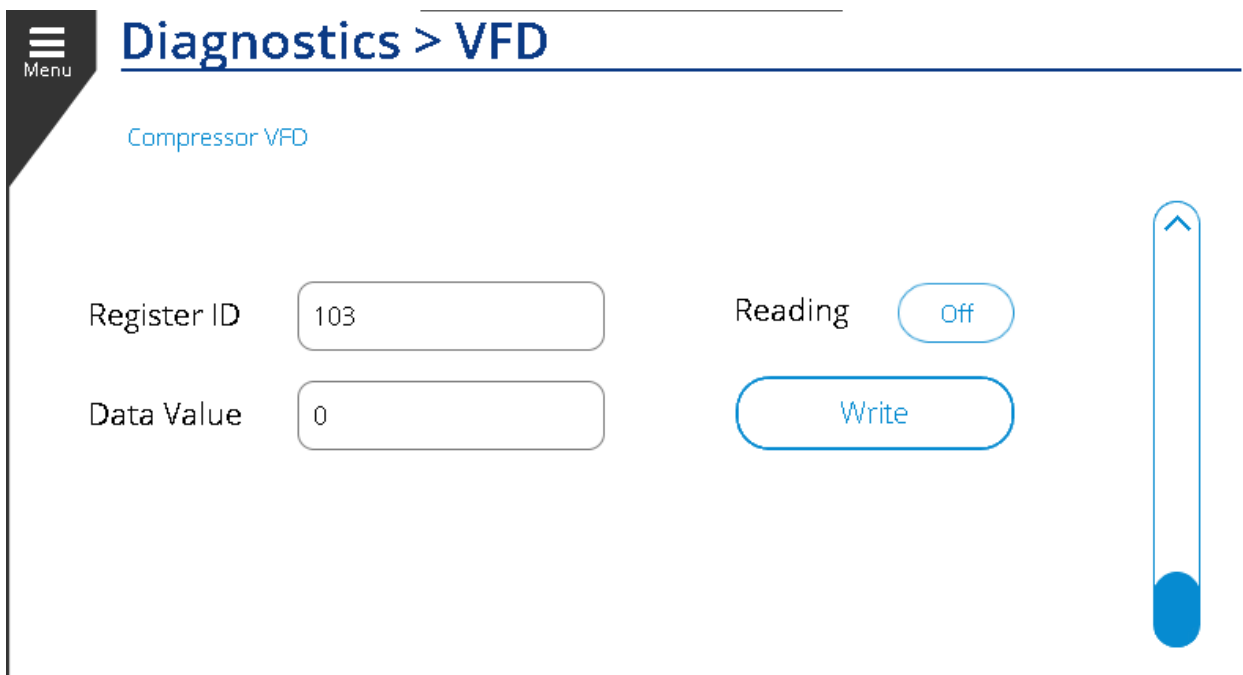 Menu
Diagnostics > VFD
Compressor VFD
Register ID
103
Reading
Off
Data Value
0
Write